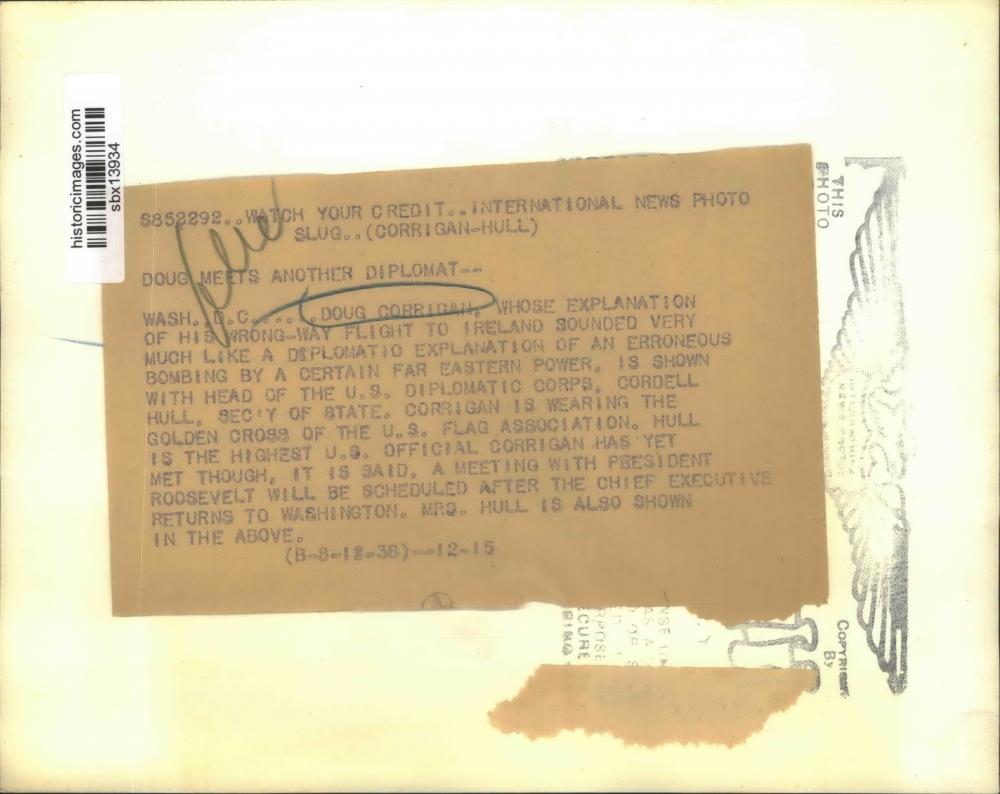 historicimages.com
sbx13934
S852292..WATCH YOUR CREDIT..INTERNATIONAL NEWS PHOTO
SLUG..(CORRIGAN-HULL)
DOUG MEETS ANOTHER DIPLOMAT--
WASH.,D.C.....DOUG CORRIGAN, WHOSE EXPLANATION
OF HIS WRONG-WAY FLIGHT TO IRELAND SOUNDED VERY
MUCH LIKE A DIPLOMATIC EXPLANATION OF AN ERRONEOUS
BOMBING BY A CERTAIN FAR EASTERN POWER, IS SHOWN
WITH HEAD OF THE U.S. DIPLOMATIC CORPS, CORDELL
HULL, SEC'Y OF STATE. CORRIGAN IS WEARING THE
GOLDEN CROSS OF THE U.S. FLAG ASSOCIATION. HULL
IS THE HIGHEST U.S. OFFICIAL CORRIGAN HAS YET
MET THOUGH, IT IS SAID, A MEETING WITH PRESIDENT
ROOSEVELT WILL BE SCHEDULED AFTER THE CHIEF EXECUTIVE
RETURNS TO WASHINGTON. MRS. HULL IS ALSO SHOWN
IN THE ABOVE.
(B-8-12-38)--12-15
THIS
PHOTO
COPYRIGHT
BY